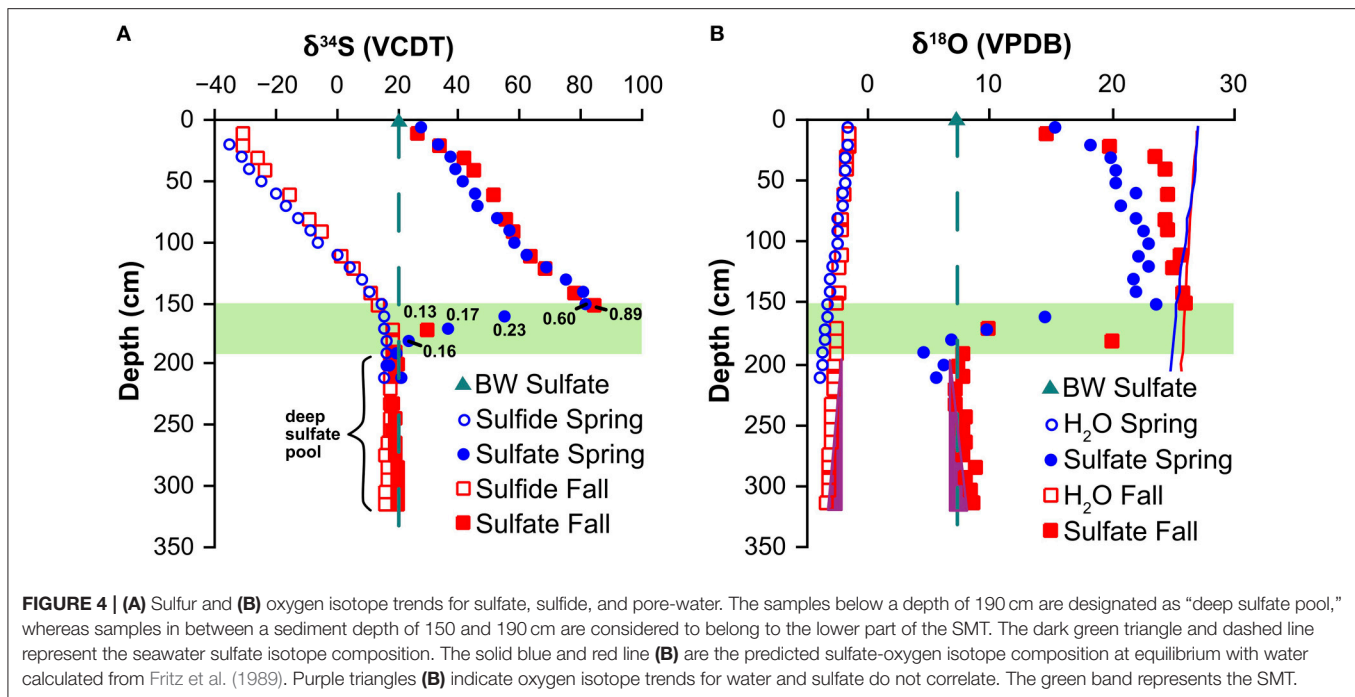 A
δ³⁴S (VCDT)
−40 −20 0 20 40 60 80 100
0
50
100
150
200
250
300
350
Depth (cm)
0.13 0.17
0.23
0.60 0.89
0.16
deep
sulfate
pool
BW Sulfate
Sulfide Spring
Sulfate Spring
Sulfide Fall
Sulfate Fall
B
δ¹⁸O (VPDB)
0 10 20 30
0
50
100
150
200
250
300
350
Depth (cm)
BW Sulfate
H₂O Spring
Sulfate Spring
H₂O Fall
Sulfate Fall
FIGURE 4 | (A) Sulfur and (B) oxygen isotope trends for sulfate, sulfide, and pore-water. The samples below a depth of 190 cm are designated as “deep sulfate pool,”
whereas samples in between a sediment depth of 150 and 190 cm are considered to belong to the lower part of the SMT. The dark green triangle and dashed line
represent the seawater sulfate isotope composition. The solid blue and red line (B) are the predicted sulfate-oxygen isotope composition at equilibrium with water
calculated from Fritz et al. (1989). Purple triangles (B) indicate oxygen isotope trends for water and sulfate do not correlate. The green band represents the SMT.